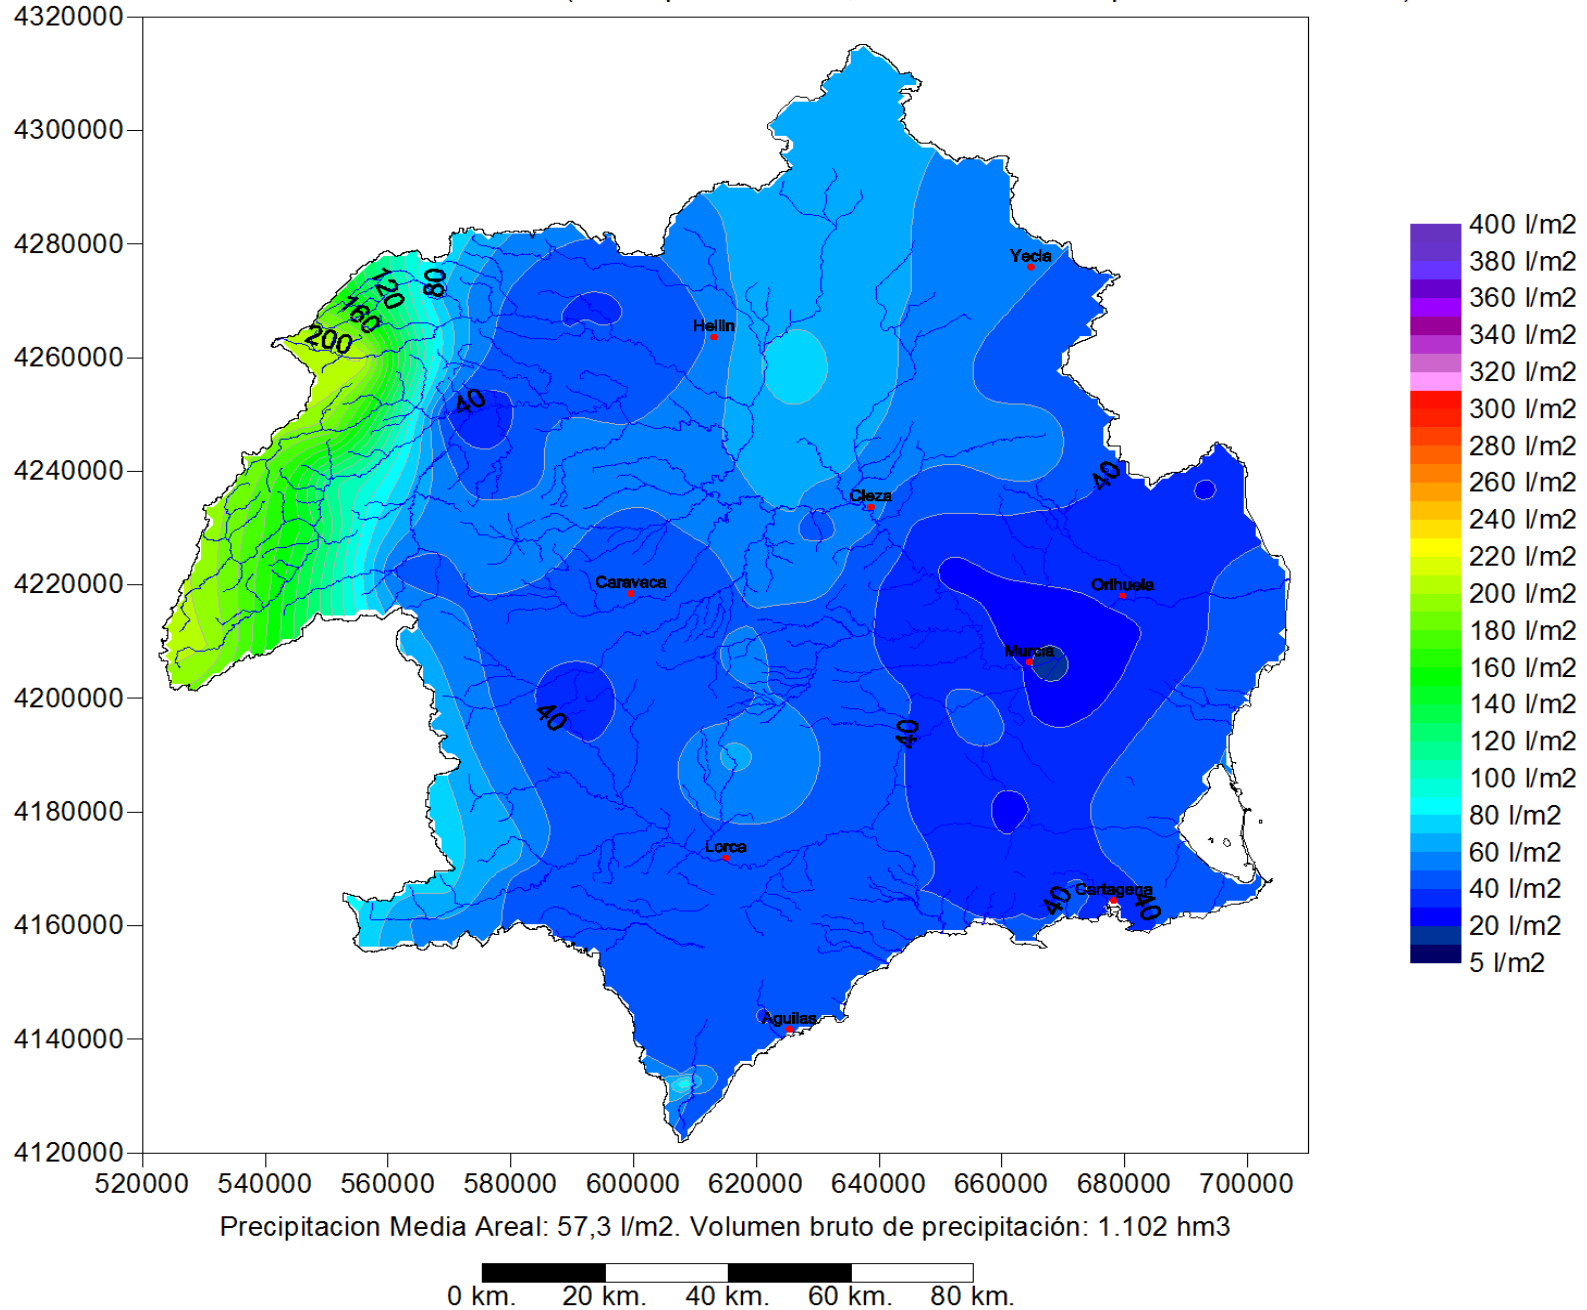 4320000
4300000
4280000
4260000
4240000
4220000
4200000
4180000
4160000
4140000
4120000
520000 540000 560000 580000 600000 620000 640000 660000 680000 700000
120
80
160
200
40
40
40
40
40
40
Yecla
Hellin
Cieza
Caravaca
Orihuela
Murcia
Lorca
Cartagena
Aguilas
400 l/m2
380 l/m2
360 l/m2
340 l/m2
320 l/m2
300 l/m2
280 l/m2
260 l/m2
240 l/m2
220 l/m2
200 l/m2
180 l/m2
160 l/m2
140 l/m2
120 l/m2
100 l/m2
80 l/m2
60 l/m2
40 l/m2
20 l/m2
5 l/m2
Precipitacion Media Areal: 57,3 l/m2. Volumen bruto de precipitación: 1.102 hm3
0 km. 20 km. 40 km. 60 km. 80 km.